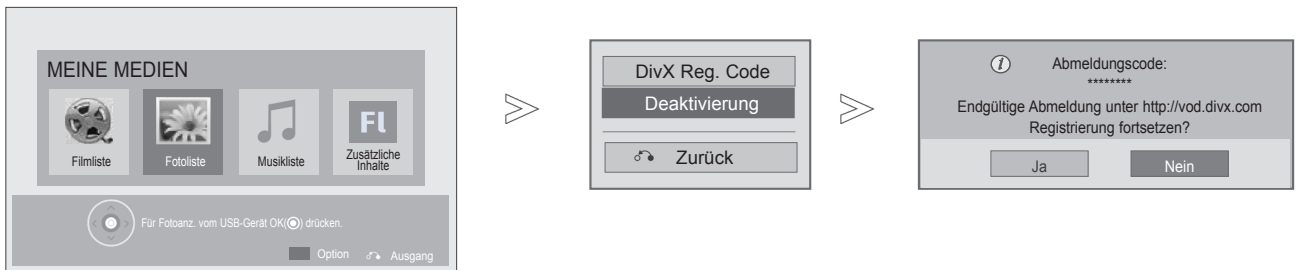 MEINE MEDIEN
Filmliste
Fotoliste
Musikliste
Fl
Zusätzliche
Inhalte
Für Fotoanz. vom USB-Gerät OK(◉) drücken.
Option
Ausgang
DivX Reg. Code
Deaktivierung
Zurück
i
Abmeldungscode:
********
Endgültige Abmeldung unter http://vod.divx.com
Registrierung fortsetzen?
Ja
Nein